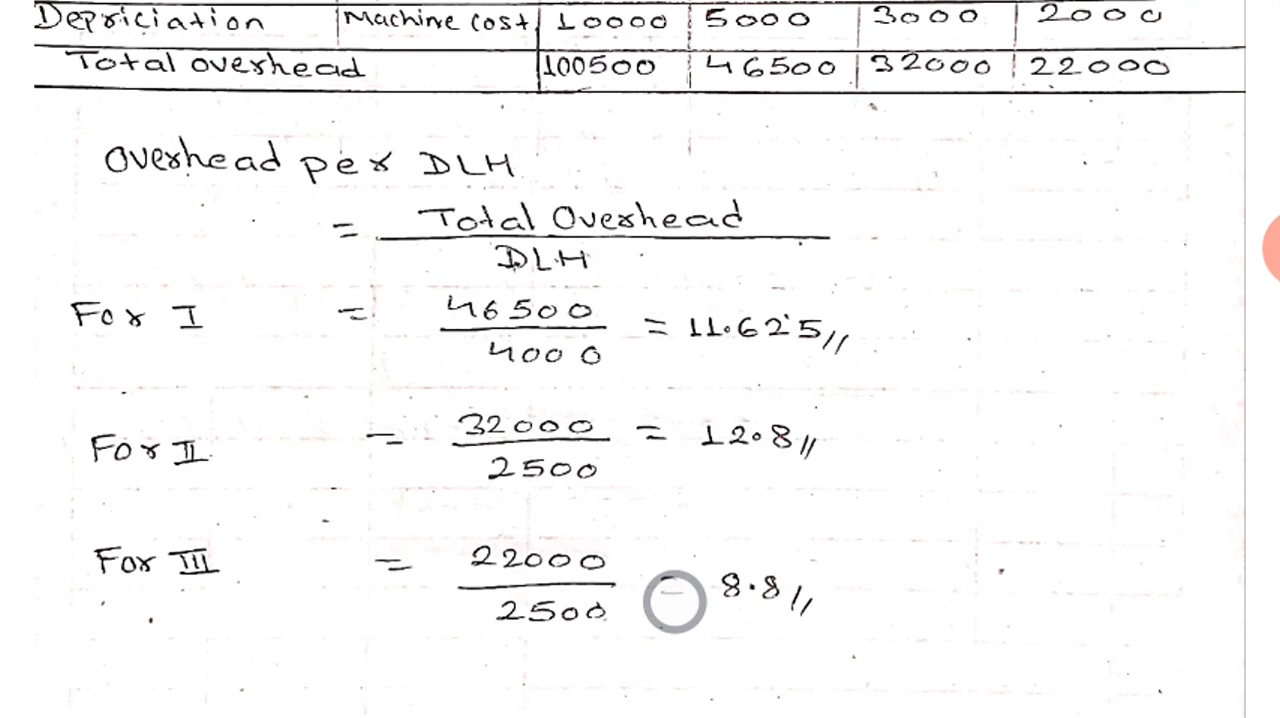 Depriciation Machine cost 10000 5000 3000 2000
Total overhead 100500 46500 32000 22000
Overhead per DLH
= Total Overhead
DLH
For I = 46500 = 11.625//
4000
For II = 32000 = 12.8//
2500
For III = 22000 = 8.8//
2500